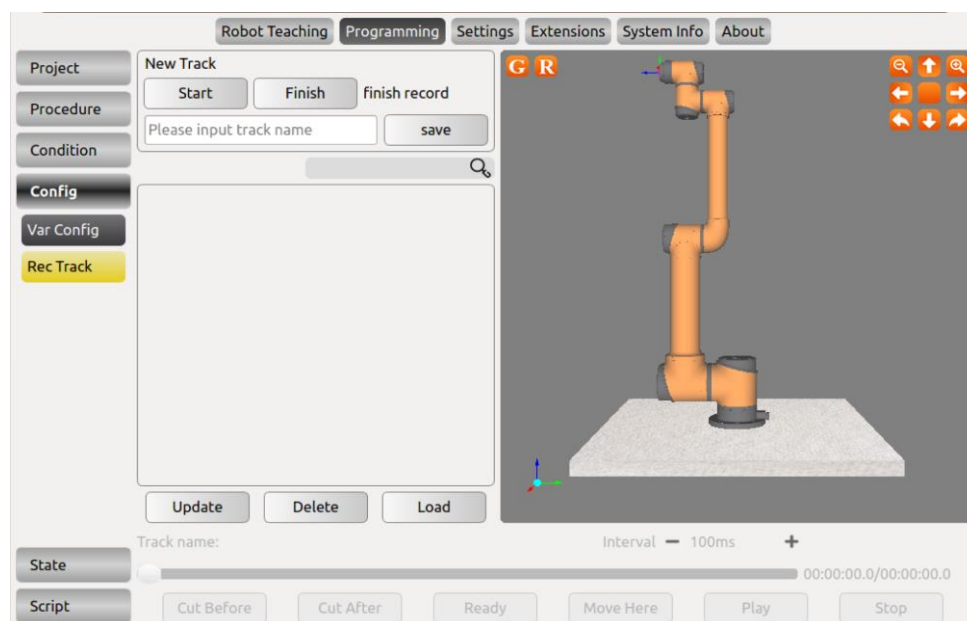 Robot Teaching Programming Settings Extensions System Info About
Project
Procedure
Condition
Config
Var Config
Rec Track
State
Script
New Track
Start Finish finish record
Please input track name save
Update Delete Load
G R
Track name: Interval 100ms
00:00:00.0/00:00:00.0
Cut Before Cut After Ready Move Here Play Stop